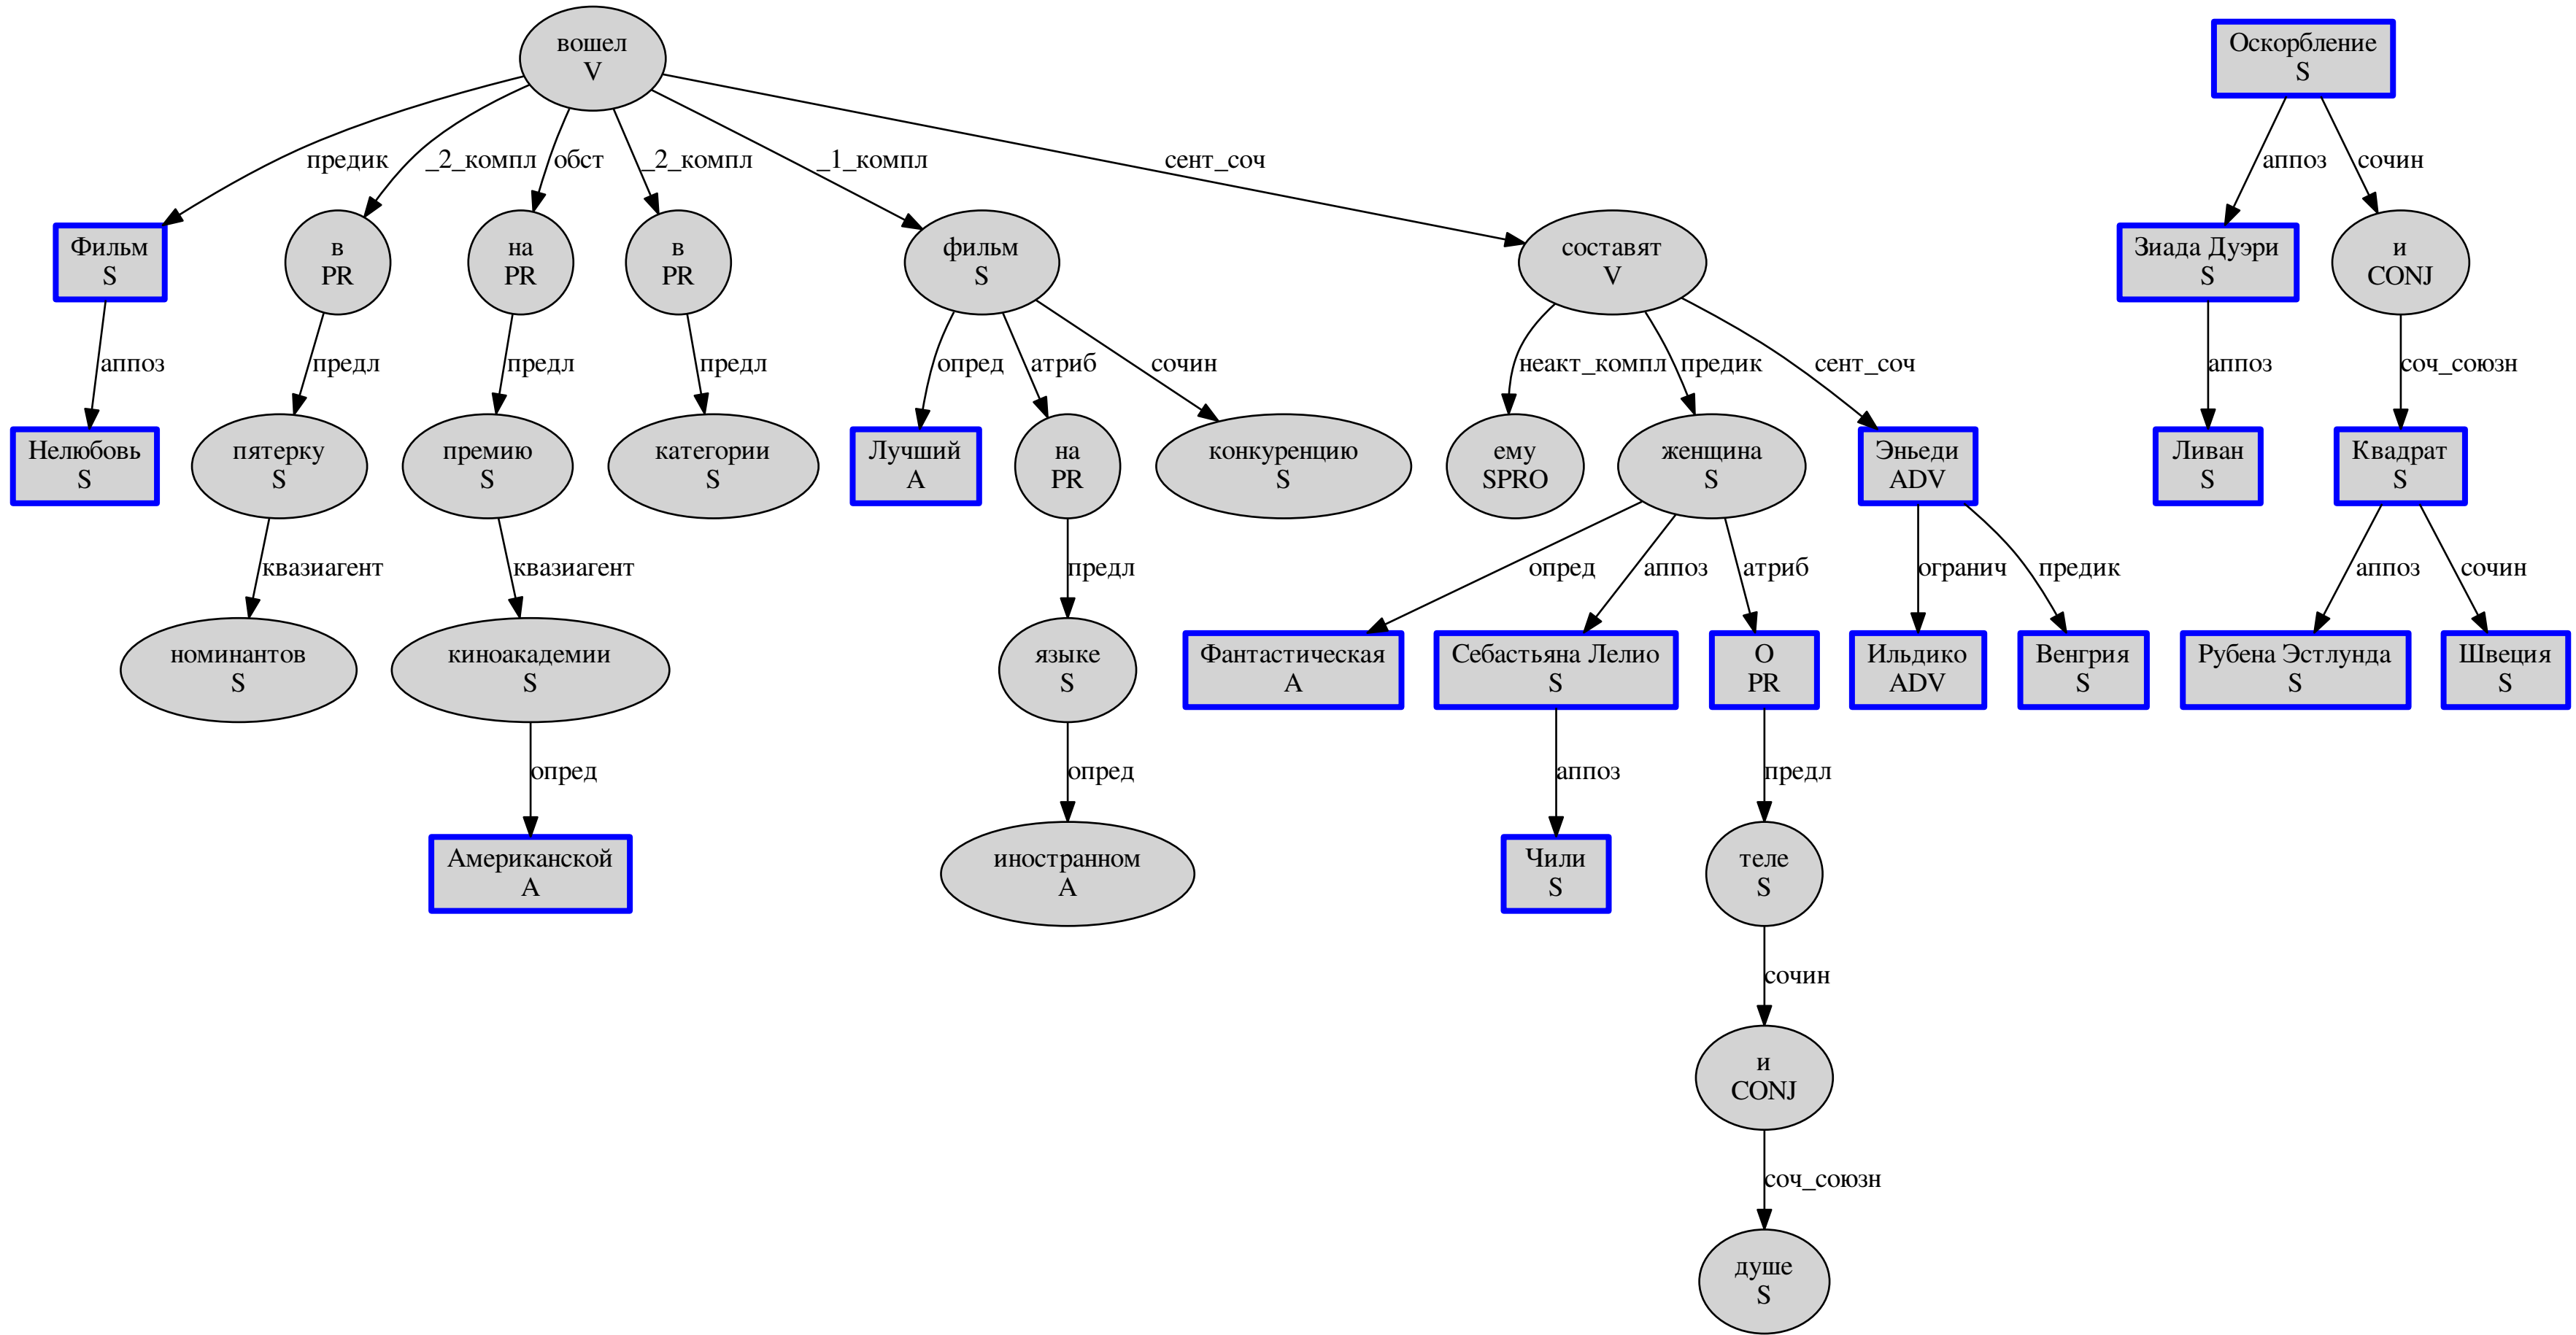 вошел
V
Оскорбление
S
предик
_2_компл
обст
_2_компл
_1_компл
сент_соч
аппоз
сочин
Фильм
S
в
PR
на
PR
в
PR
фильм
S
составят
V
Зиада Дуэри
S
и
CONJ
аппоз
предл
предл
предл
опред
атриб
сочин
неакт_компл
предик
сент_соч
аппоз
соч_союзн
Нелюбовь
S
пятерку
S
премию
S
категории
S
Лучший
A
на
PR
конкуренцию
S
ему
SPRO
женщина
S
Эньеди
ADV
Ливан
S
Квадрат
S
квазиагент
квазиагент
предл
опред
аппоз
атриб
огранич
предик
аппоз
сочин
номинантов
S
киноакадемии
S
языке
S
Фантастическая
A
Себастьяна Лелио
S
О
PR
Ильдико
ADV
Венгрия
S
Рубена Эстлунда
S
Швеция
S
опред
опред
аппоз
предл
Американской
A
иностранном
A
Чили
S
теле
S
сочин
и
CONJ
соч_союзн
душе
S